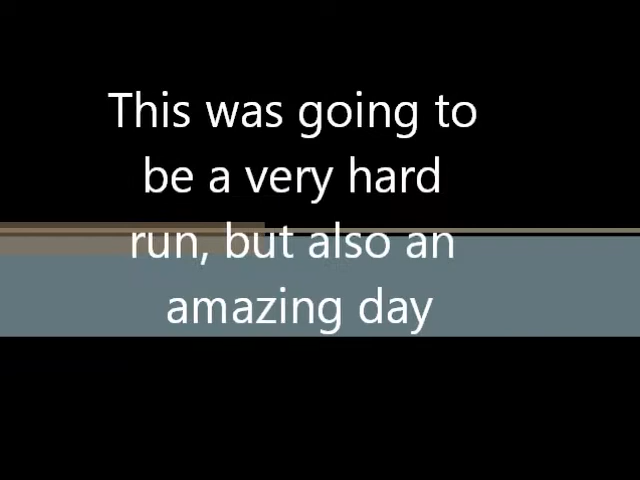 This was going to
be a very hard
run, but also an
amazing day